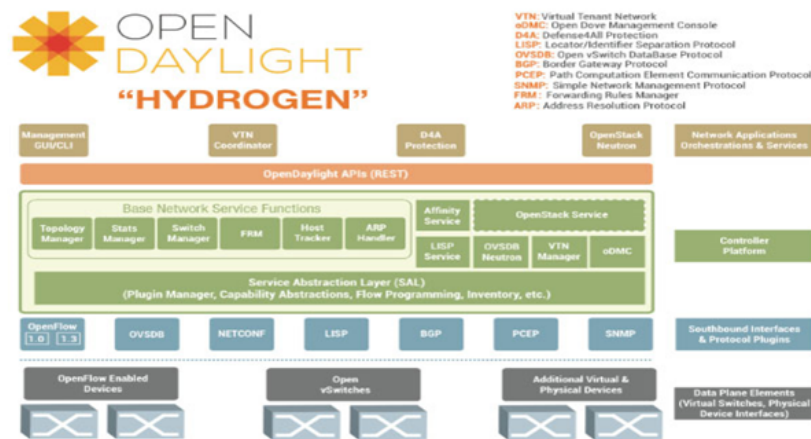 OPEN
DAYLIGHT
“HYDROGEN”
VTN: Virtual Tenant Network
oDMC: Open Dove Management Console
D4A: Defense4All Protection
LISP: Locator/Identifier Separation Protocol
OVSDB: Open vSwitch DataBase Protocol
BGP: Border Gateway Protocol
PCEP: Path Computation Element Communication Protocol
SNMP: Simple Network Management Protocol
FRM: Forwarding Rules Manager
ARP: Address Resolution Protocol
Management
GUI/CLI
VTN
Coordinator
D4A
Protection
OpenStack
Neutron
Network Applications
Orchestrations & Services
OpenDaylight APIs (REST)
Base Network Service Functions
Topology
Manager
Stats
Manager
Switch
Manager
FRM
Host
Tracker
ARP
Handler
Affinity
Service
OpenStack Service
LISP
Service
OVSDB
Neutron
VTN
Manager
oDMC
Service Abstraction Layer (SAL)
(Plugin Manager, Capability Abstractions, Flow Programming, Inventory, etc.)
Controller
Platform
OpenFlow
1.0 1.3
OVSDB
NETCONF
LISP
BGP
PCEP
SNMP
Southbound Interfaces
& Protocol Plugins
OpenFlow Enabled
Devices
Open
vSwitches
Additional Virtual &
Physical Devices
Data Plane Elements
(Virtual Switches, Physical
Device Interfaces)